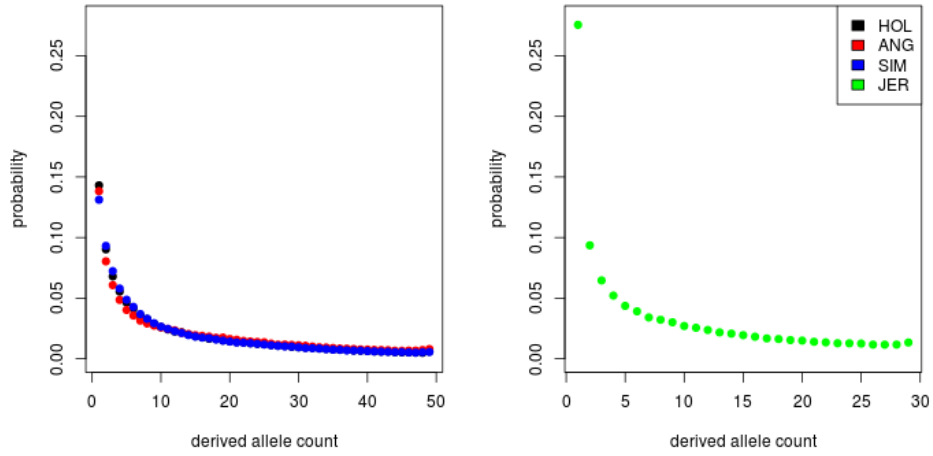 0.00 0.05 0.10 0.15 0.20 0.25
probability
0 10 20 30 40 50
derived allele count
0.00 0.05 0.10 0.15 0.20 0.25
probability
0 5 10 15 20 25 30
derived allele count
HOL
ANG
SIM
JER